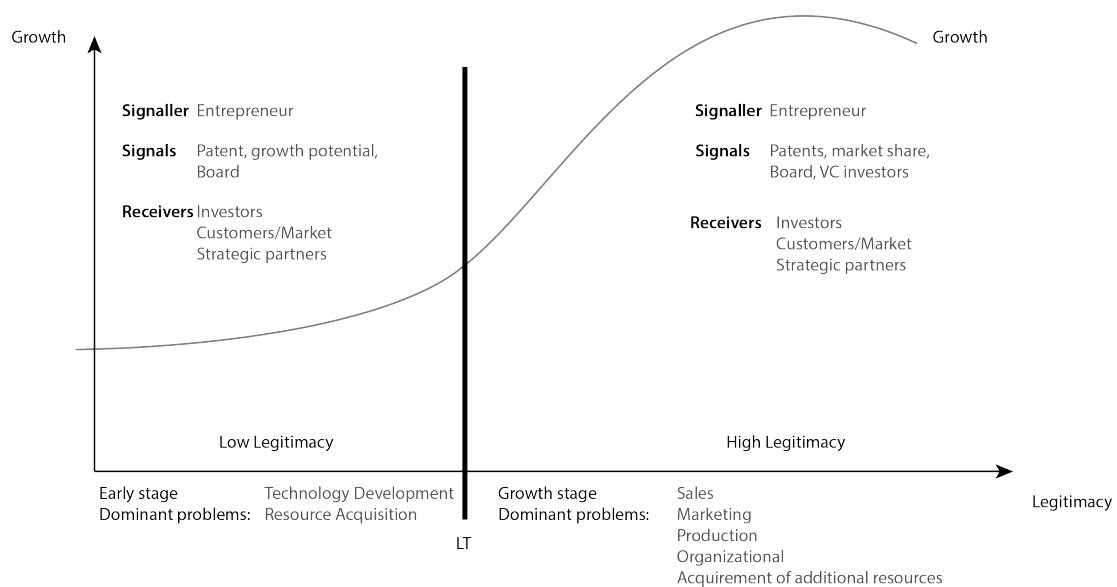 Growth
Growth
Signaller Entrepreneur
Signals Patent, growth potential,
Board
Receivers Investors
Customers/Market
Strategic partners
Signaller Entrepreneur
Signals Patents, market share,
Board, VC investors
Receivers Investors
Customers/Market
Strategic partners
Low Legitimacy
High Legitimacy
Early stage Technology Development
Dominant problems: Resource Acquisition
LT
Growth stage Sales
Dominant problems: Marketing
Production
Organizational
Acquirement of additional resources
Legitimacy